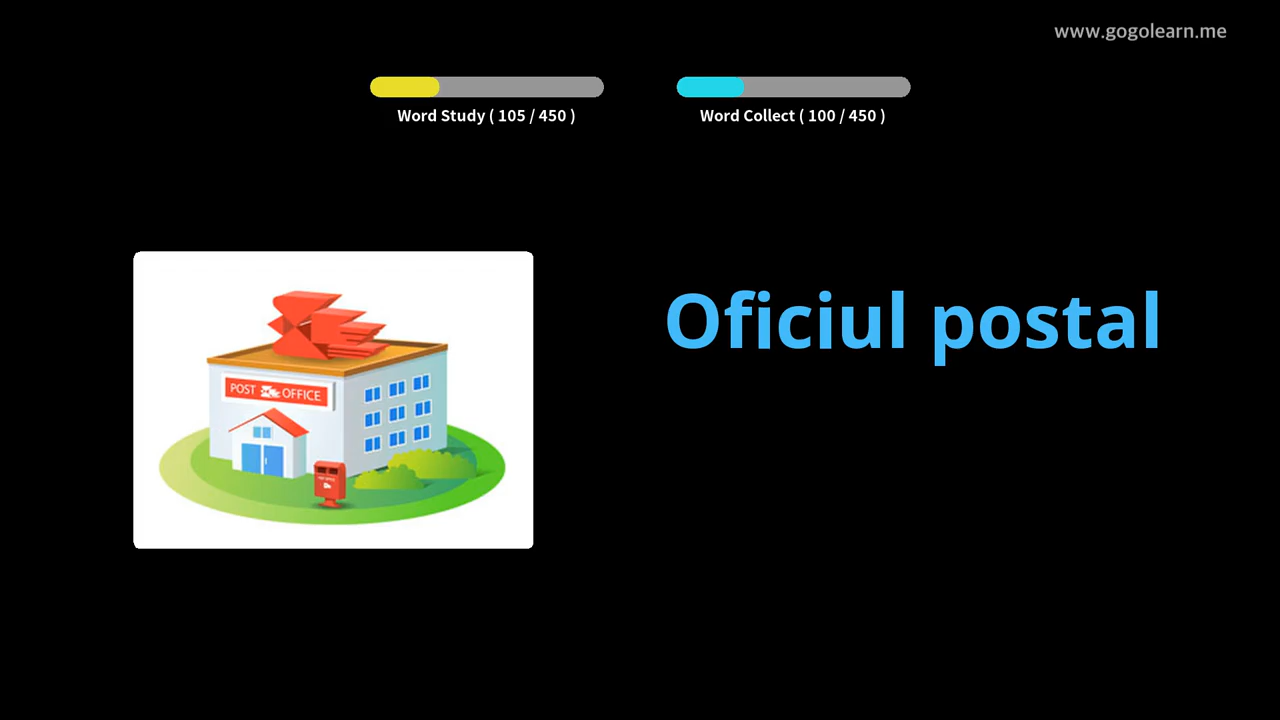 www.gogolearn.me
Word Study ( 105 / 450 )
Word Collect ( 100 / 450 )
Oficiul postal
POST OFFICE